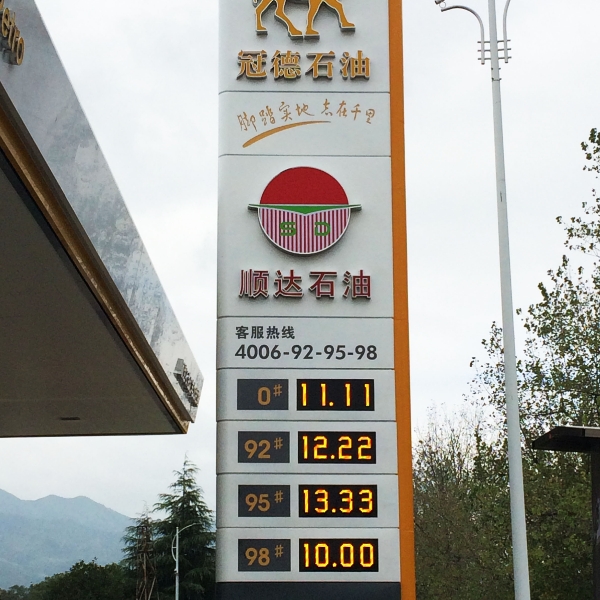 冠德石油
脚踏实地 志在千里
SD
顺达石油
客服热线
4006-92-95-98
0# 11.11
92# 12.22
95# 13.33
98# 10.00